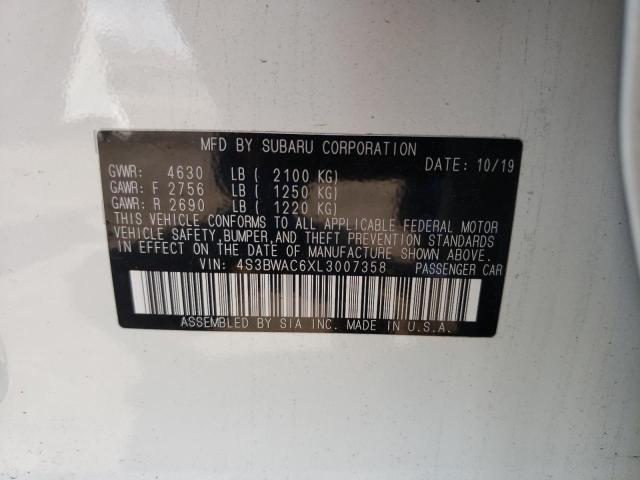 MFD BY SUBARU CORPORATION
DATE: 10/19
GVWR: 4630 LB ( 2100 KG)
GAWR: F 2756 LB ( 1250 KG)
GAWR: R 2690 LB ( 1220 KG)
THIS VEHICLE CONFORMS TO ALL APPLICABLE FEDERAL MOTOR
VEHICLE SAFETY, BUMPER, AND THEFT PREVENTION STANDARDS
IN EFFECT ON THE DATE OF MANUFACTURE SHOWN ABOVE.
VIN: 4S3BWAC6XL3007358 PASSENGER CAR
ASSEMBLED BY SIA INC. MADE IN U.S.A.